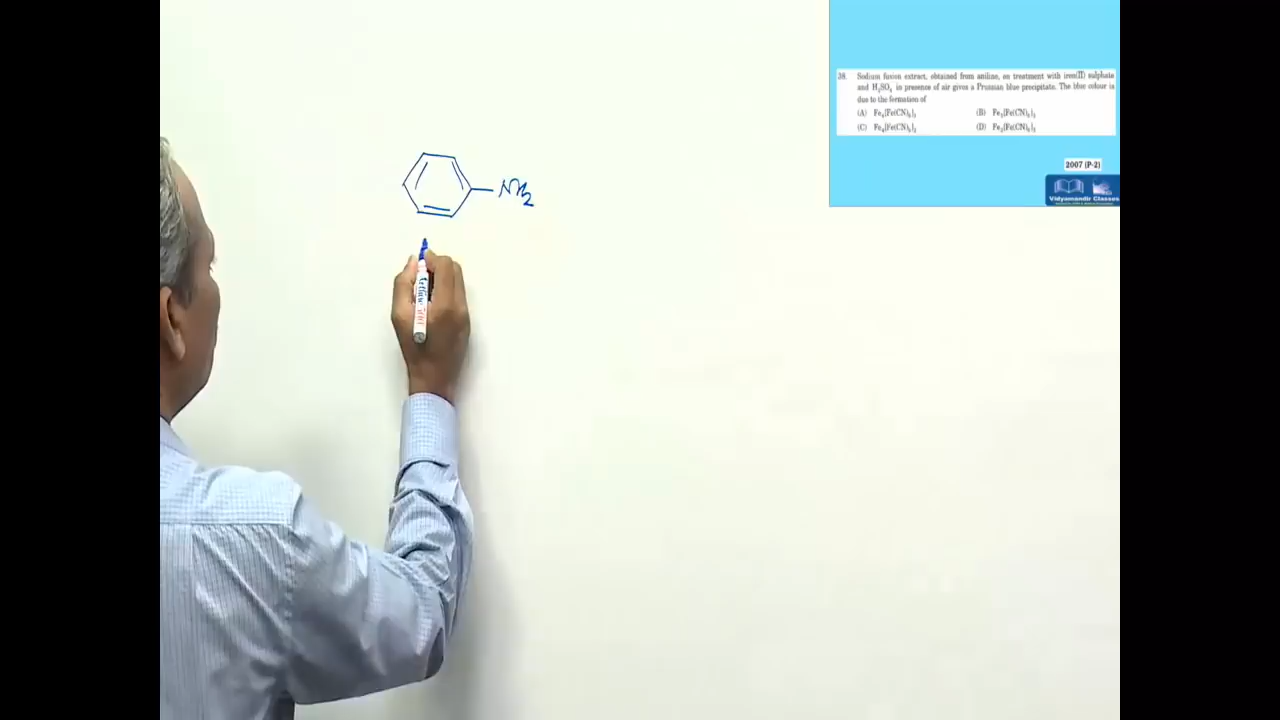 38. Sodium fusion extract, obtained from aniline, on treatment with iron(II) sulphate
and H₂SO₄ in presence of air gives a Prussian blue precipitate. The blue colour is
due to the formation of
(A) Fe₄[Fe(CN)₆]₃ (B) Fe₃[Fe(CN)₆]₂
(C) Fe₄[Fe(CN)₆]₂ (D) Fe₃[Fe(CN)₆]₃
2007 (P-2)
Vidyamandir Classes
NH₂